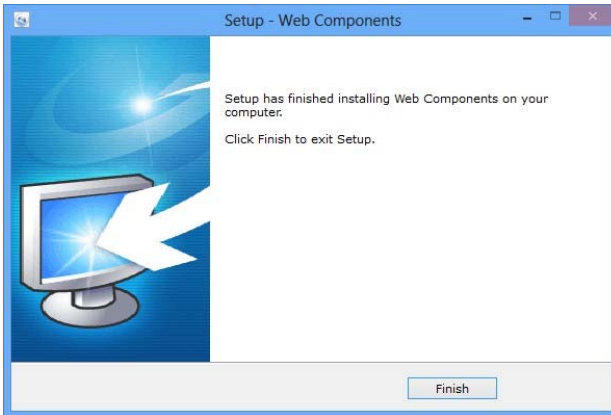 Setup - Web Components
Setup has finished installing Web Components on your
computer.
Click Finish to exit Setup.
Finish